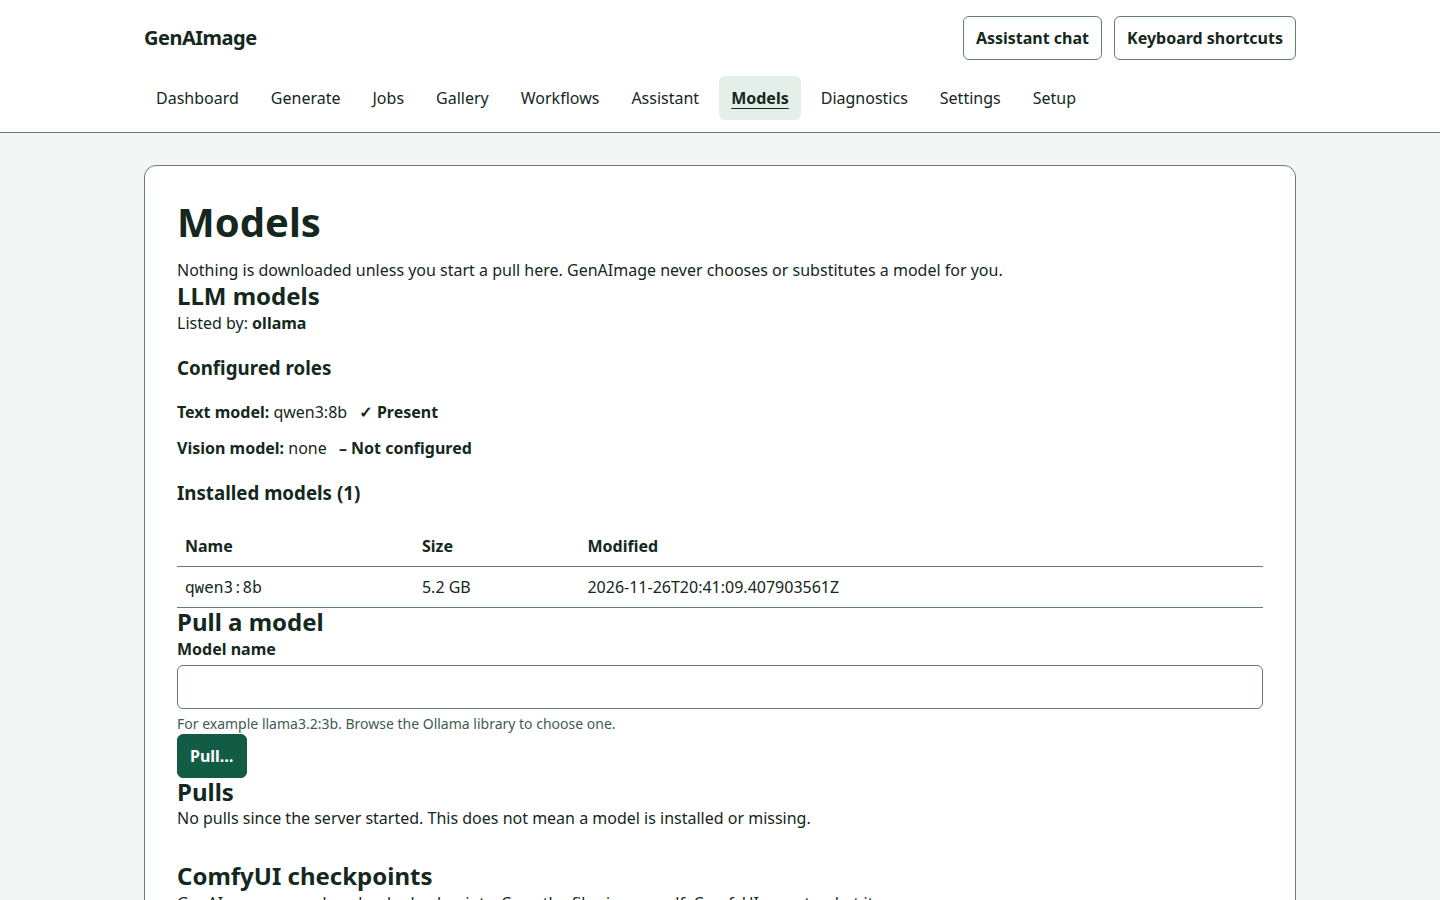 GenAImage
Assistant chat
Keyboard shortcuts
Dashboard
Generate
Jobs
Gallery
Workflows
Assistant
Models
Diagnostics
Settings
Setup
Models
Nothing is downloaded unless you start a pull here. GenAImage never chooses or substitutes a model for you.
LLM models
Listed by: ollama
Configured roles
Text model: qwen3:8b ✓ Present
Vision model: none – Not configured
Installed models (1)
Name Size Modified
qwen3:8b 5.2 GB 2026-11-26T20:41:09.407903561Z
Pull a model
Model name
For example llama3.2:3b. Browse the Ollama library to choose one.
Pull...
Pulls
No pulls since the server started. This does not mean a model is installed or missing.
ComfyUI checkpoints